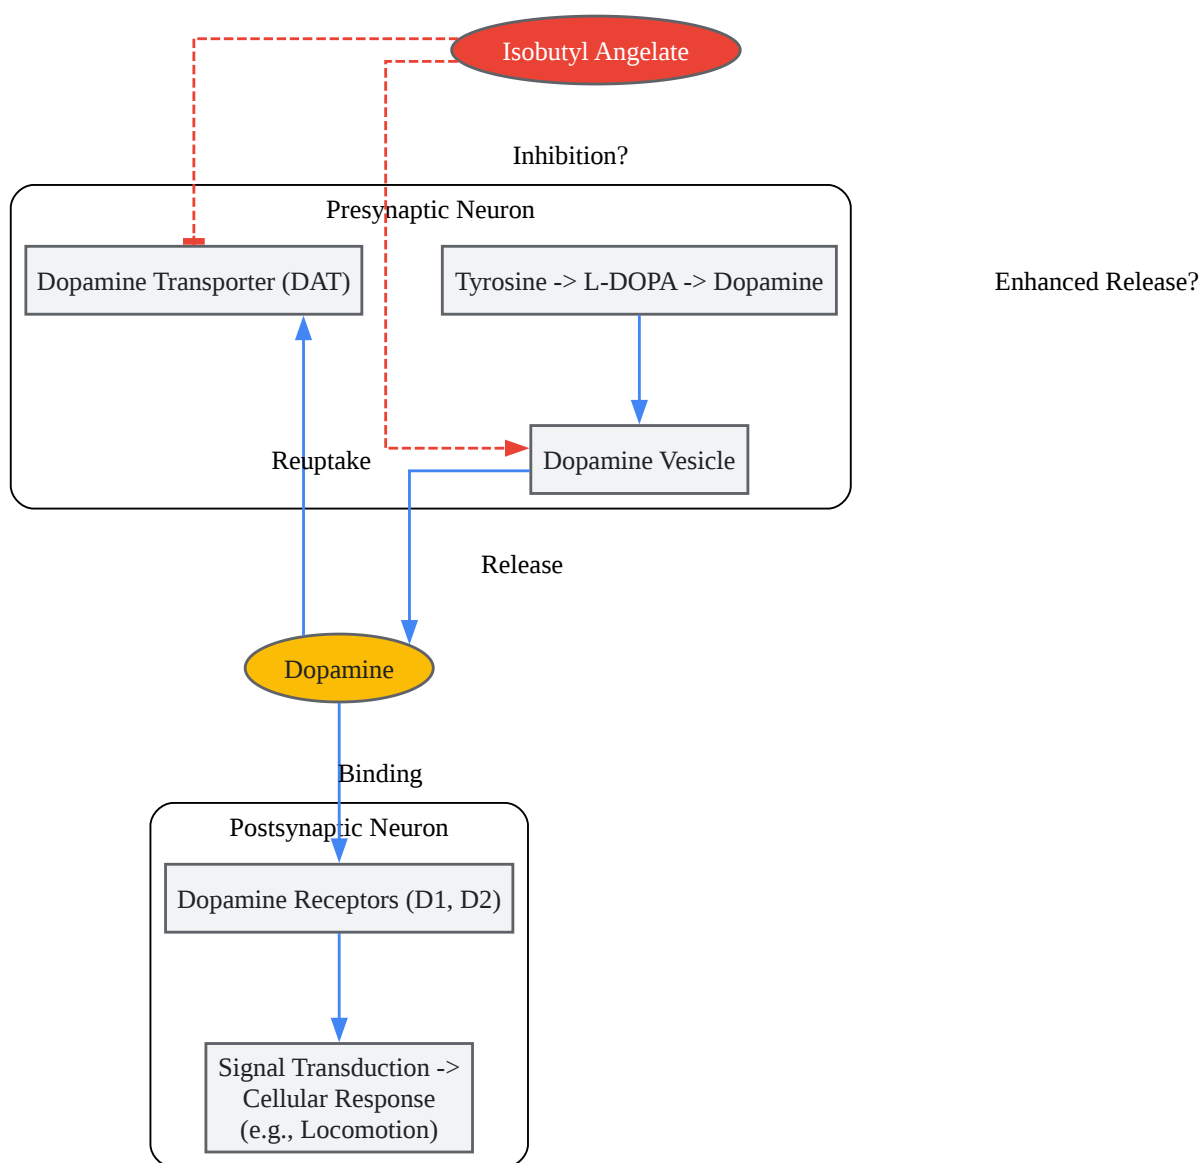 Isobutyl Angelate
Inhibition?
Presynaptic Neuron
Dopamine Transporter (DAT)
Tyrosine -> L-DOPA -> Dopamine
Enhanced Release?
Reuptake
Dopamine Vesicle
Release
Dopamine
Binding
Postsynaptic Neuron
Dopamine Receptors (D1, D2)
Signal Transduction ->
Cellular Response
(e.g., Locomotion)